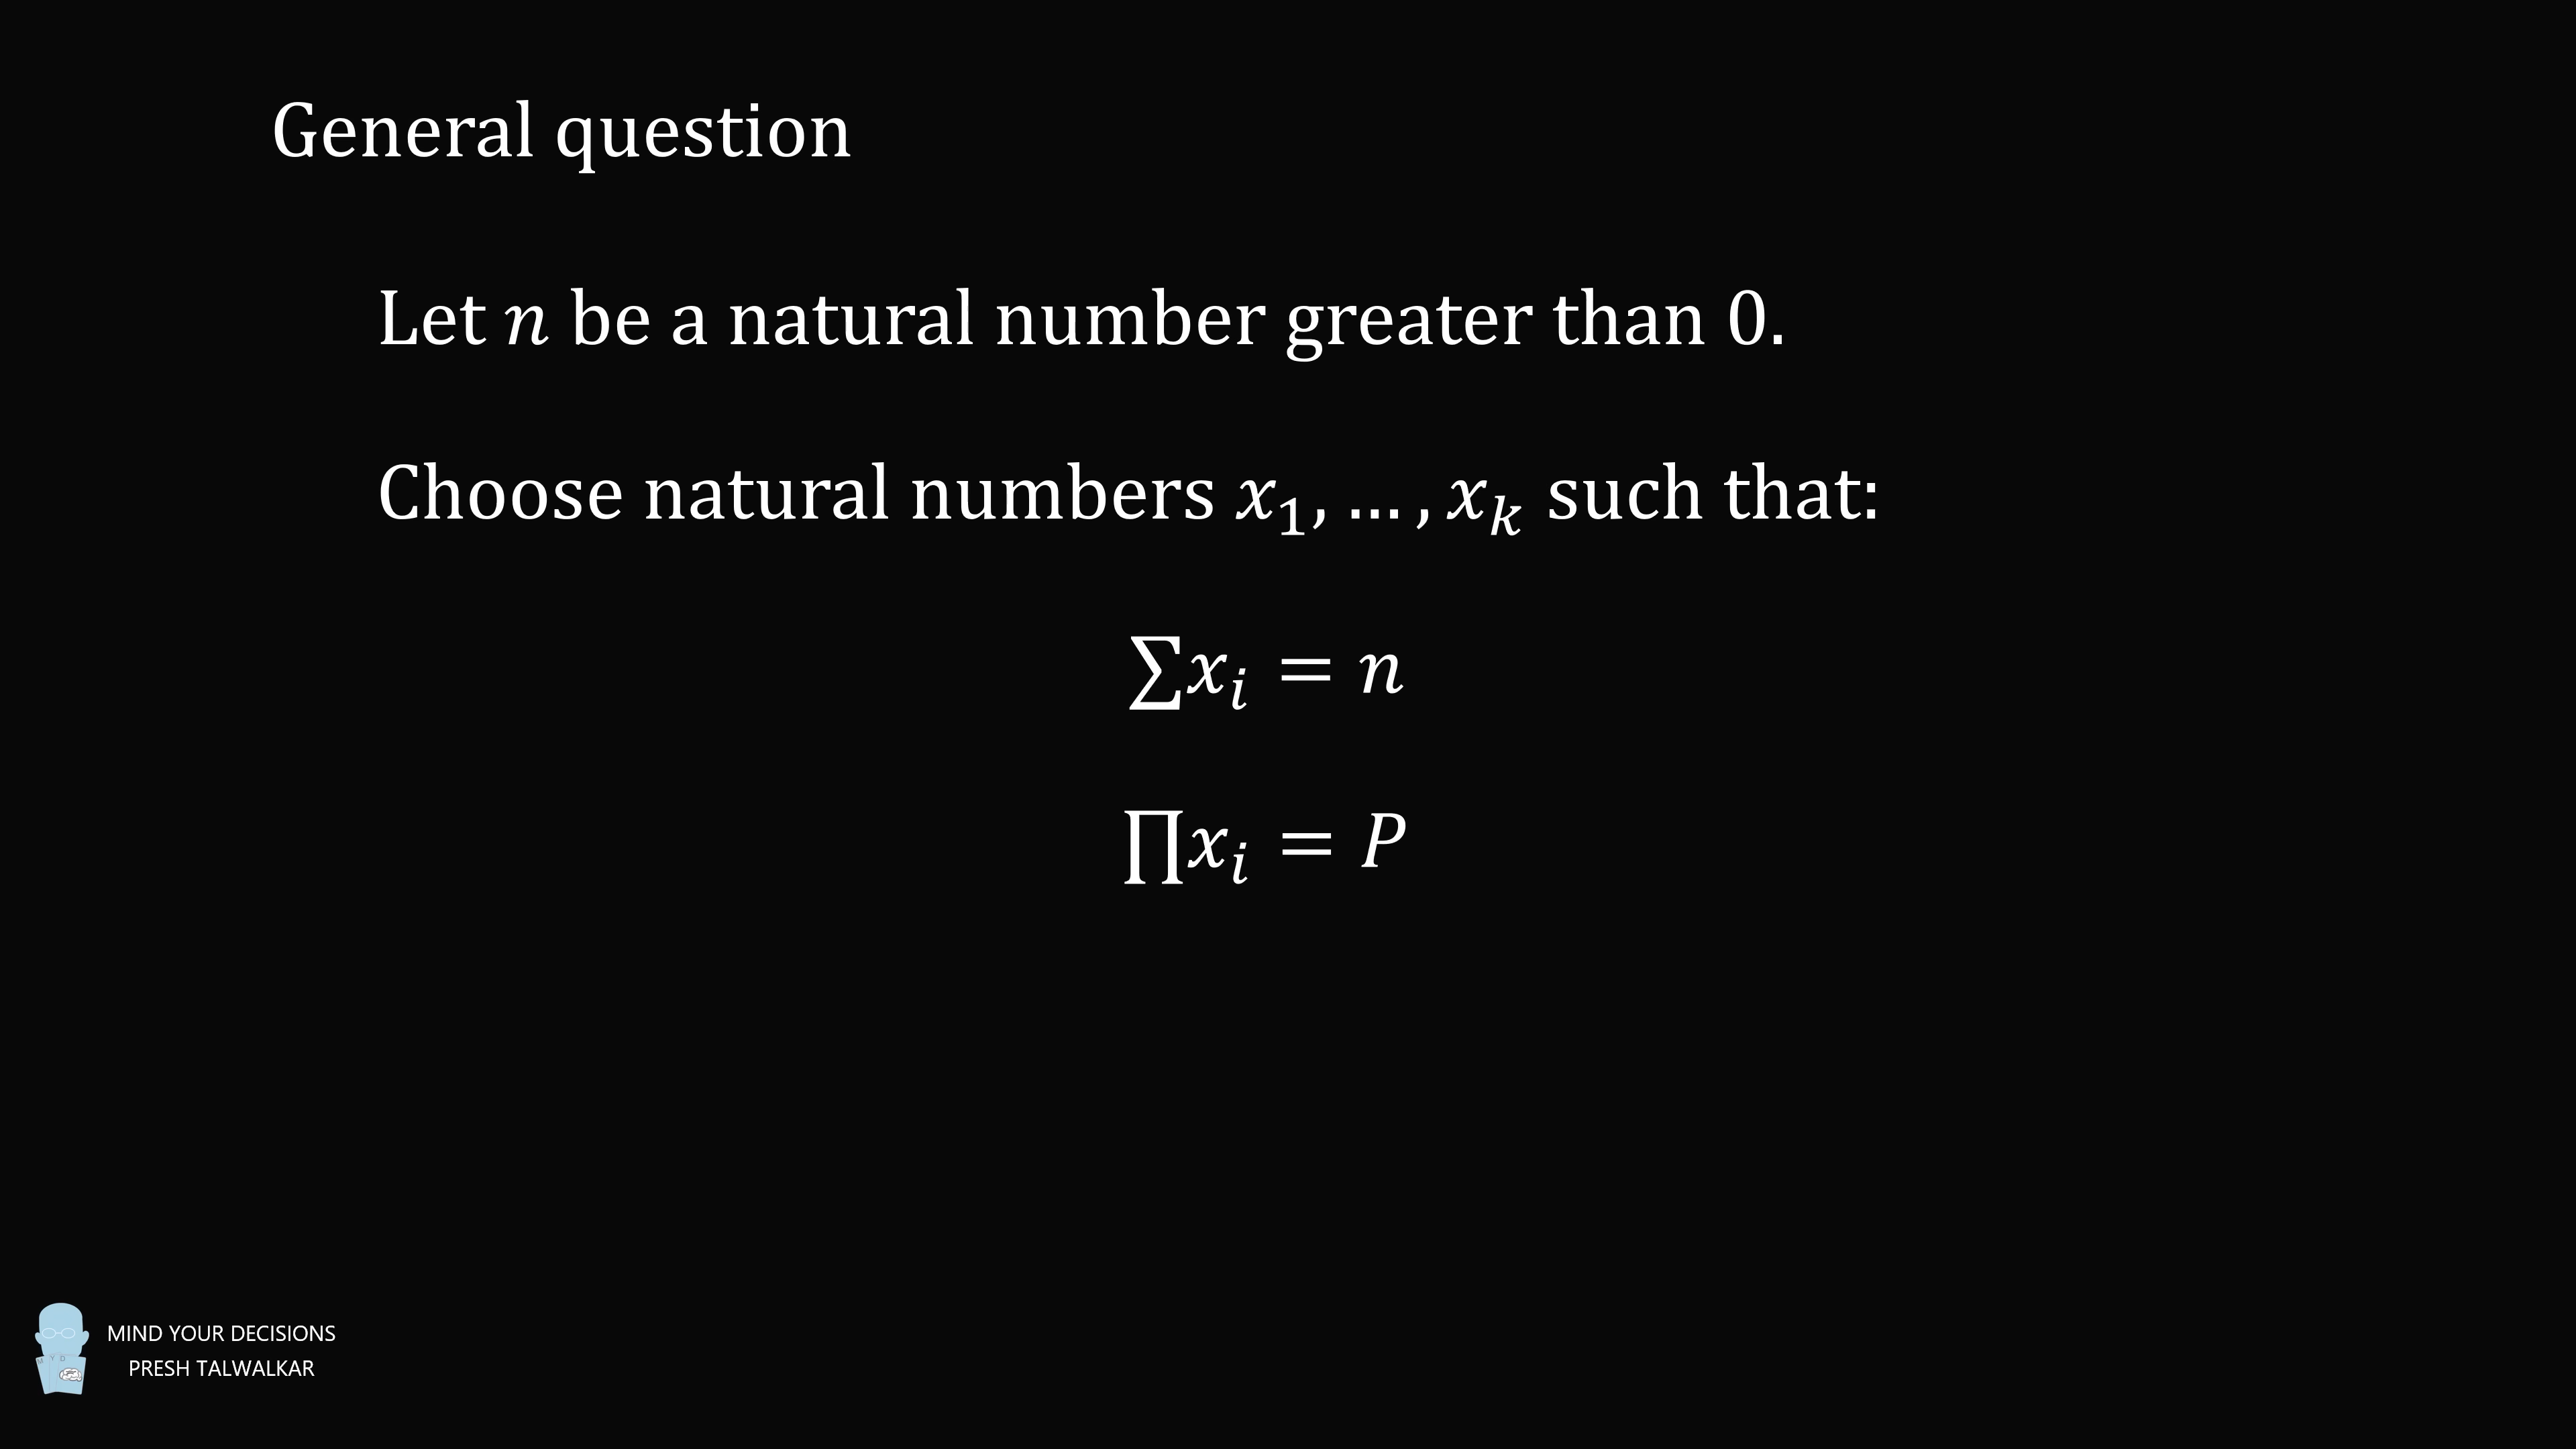 General question
Let n be a natural number greater than 0.
Choose natural numbers x₁, … , xₖ such that:
∑xᵢ = n
∏xᵢ = P
MIND YOUR DECISIONS
PRESH TALWALKAR